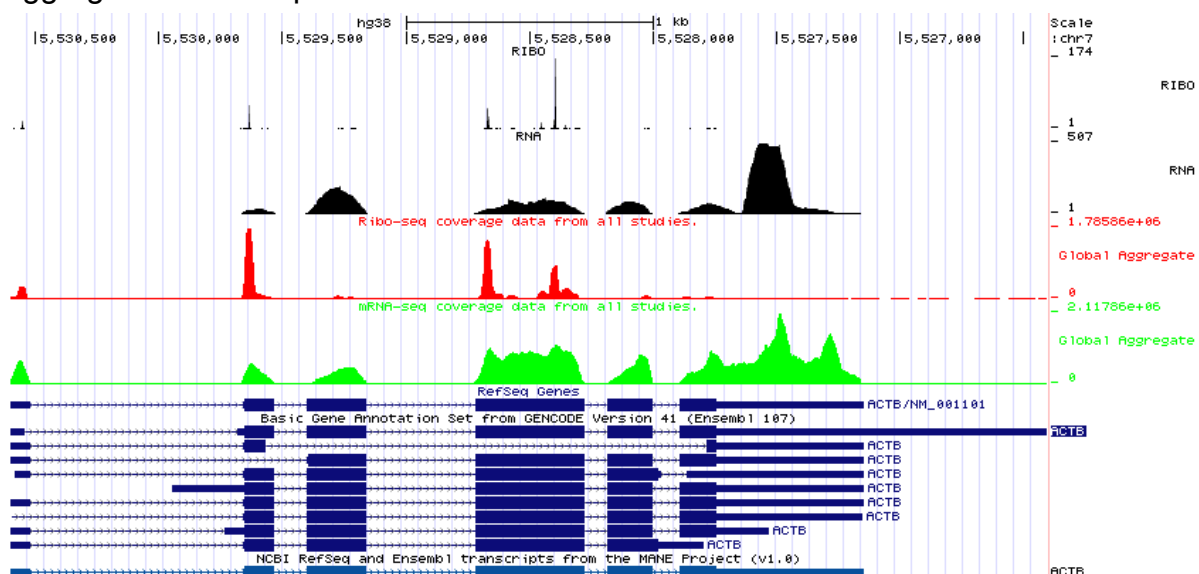 hg38 1 kb Scale
|5,530,500 |5,530,000 |5,529,500 |5,529,000 |5,528,500 |5,528,000 |5,527,500 |5,527,000 | :chr7
RIBO
174
RIBO
1
RNA
507
RNA
1
Ribo-seq coverage data from all studies.
1.78586e+06
Global Aggregate
0
mRNA-seq coverage data from all studies.
2.11786e+06
Global Aggregate
0
RefSeq Genes
ACTB/NM_001101
Basic Gene Annotation Set from GENCODE Version 41 (Ensembl 107)
ACTB
ACTB
ACTB
ACTB
ACTB
ACTB
ACTB
ACTB
ACTB
NCBI RefSeq and Ensembl transcripts from the MANE Project (v1.0)
ACTB